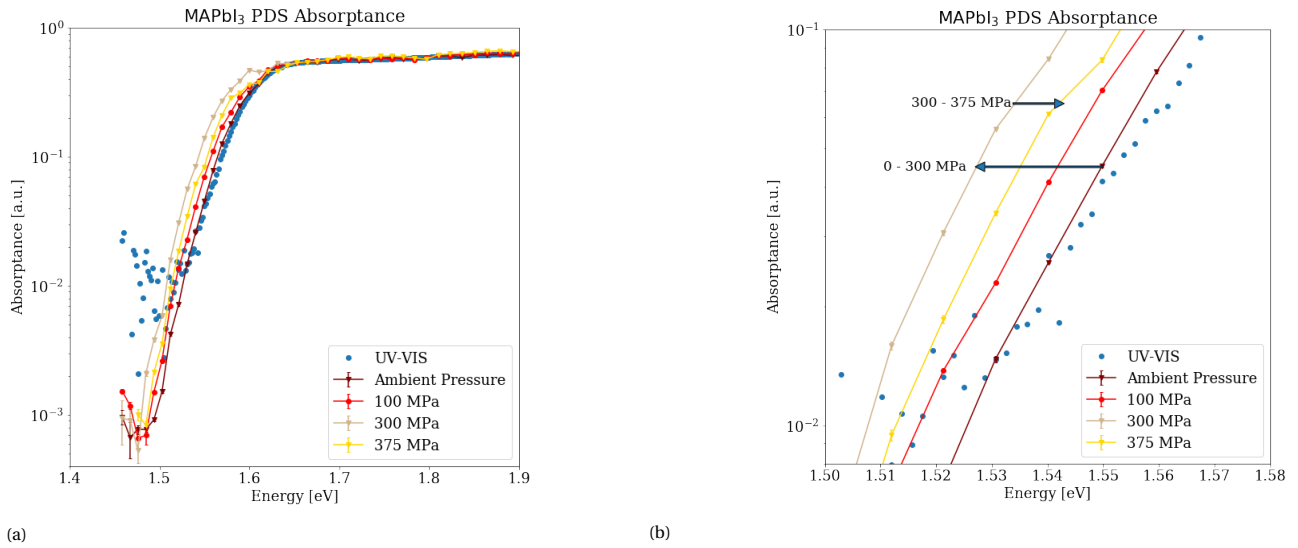 MAPbI₃ PDS Absorptance
10⁰
10⁻¹
10⁻²
10⁻³
Absorptance [a.u.]
1.4 1.5 1.6 1.7 1.8 1.9
Energy [eV]
UV-VIS
Ambient Pressure
100 MPa
300 MPa
375 MPa
(a)
MAPbI₃ PDS Absorptance
10⁻¹
10⁻²
Absorptance [a.u.]
300 - 375 MPa
0 - 300 MPa
1.50 1.51 1.52 1.53 1.54 1.55 1.56 1.57 1.58
Energy [eV]
UV-VIS
Ambient Pressure
100 MPa
300 MPa
375 MPa
(b)